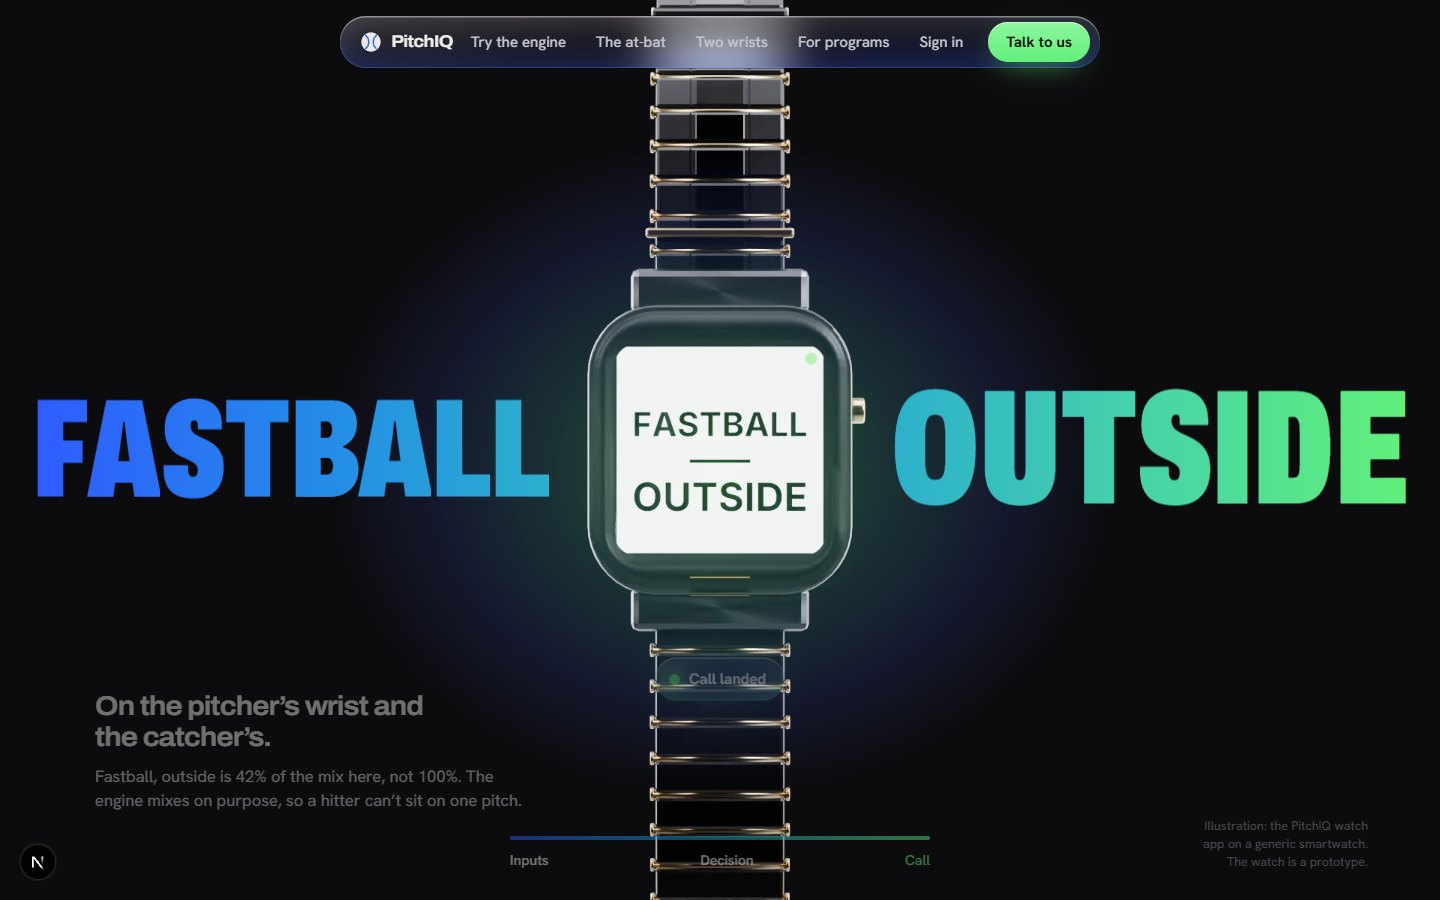 PitchIQ Try the engine The at-bat Two wrists For programs Sign in Talk to us
FASTBALL
OUTSIDE
FASTBALL
OUTSIDE
Call landed
On the pitcher’s wrist and
the catcher’s.
Fastball, outside is 42% of the mix here, not 100%. The
engine mixes on purpose, so a hitter can’t sit on one pitch.
Inputs Decision Call
Illustration: the PitchIQ watch
app on a generic smartwatch.
The watch is a prototype.
N